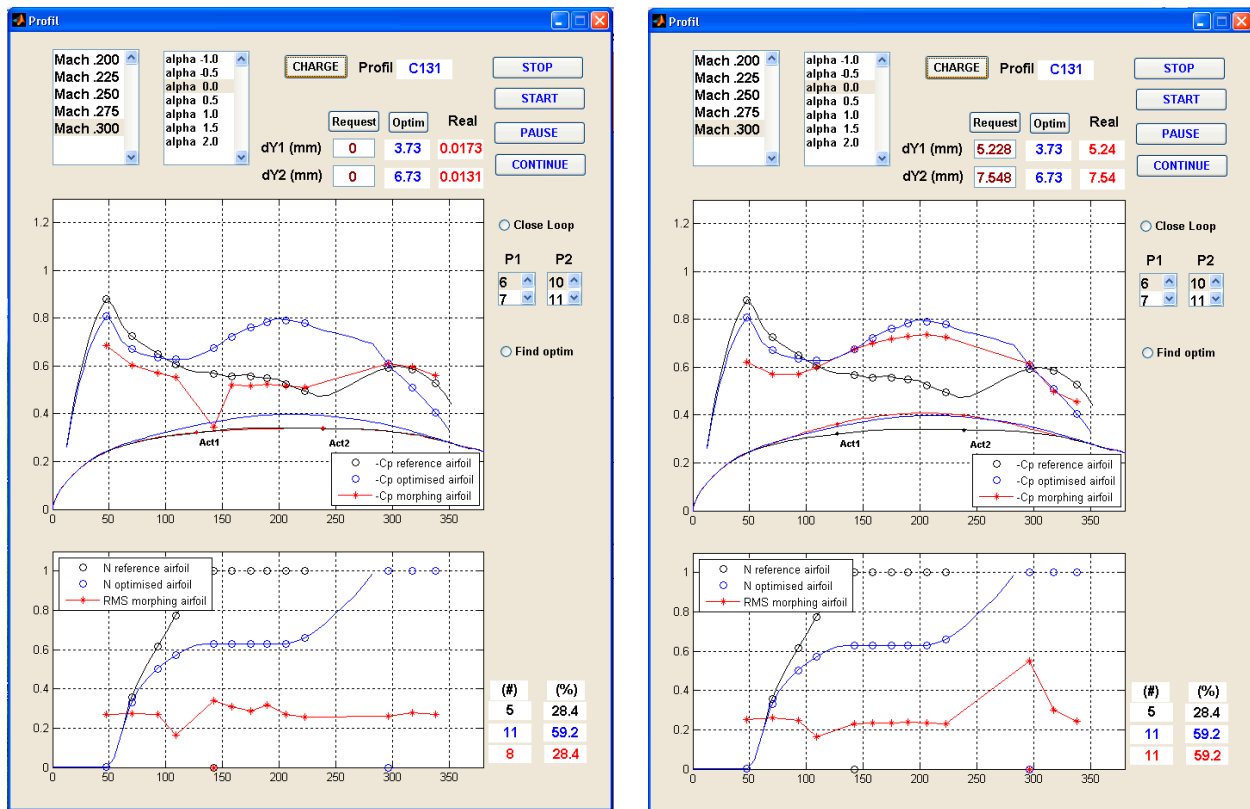 Profil
Mach .200
Mach .225
Mach .250
Mach .275
Mach .300
alpha -1.0
alpha -0.5
alpha 0.0
alpha 0.5
alpha 1.0
alpha 1.5
alpha 2.0
CHARGE Profil C131
STOP
START
PAUSE
CONTINUE
Request Optim Real
dY1 (mm) 0 3.73 0.0173
dY2 (mm) 0 6.73 0.0131
Close Loop
P1 P2
6 10
7 11
Find optim
1.2
1
0.8
0.6
0.4
0.2
0
0 50 100 150 200 250 300 350
Act1 Act2
-Cp reference airfoil
-Cp optimised airfoil
-Cp morphing airfoil
1
0.8
0.6
0.4
0.2
0
0 50 100 150 200 250 300 350
N reference airfoil
N optimised airfoil
RMS morphing airfoil
(#) (%)
5 28.4
11 59.2
8 28.4
Profil
Mach .200
Mach .225
Mach .250
Mach .275
Mach .300
alpha -1.0
alpha -0.5
alpha 0.0
alpha 0.5
alpha 1.0
alpha 1.5
alpha 2.0
CHARGE Profil C131
STOP
START
PAUSE
CONTINUE
Request Optim Real
dY1 (mm) 5.228 3.73 5.24
dY2 (mm) 7.548 6.73 7.54
Close Loop
P1 P2
6 10
7 11
Find optim
1.2
1
0.8
0.6
0.4
0.2
0
0 50 100 150 200 250 300 350
Act1 Act2
-Cp reference airfoil
-Cp optimised airfoil
-Cp morphing airfoil
1
0.8
0.6
0.4
0.2
0
0 50 100 150 200 250 300 350
N reference airfoil
N optimised airfoil
RMS morphing airfoil
(#) (%)
5 28.4
11 59.2
11 59.2